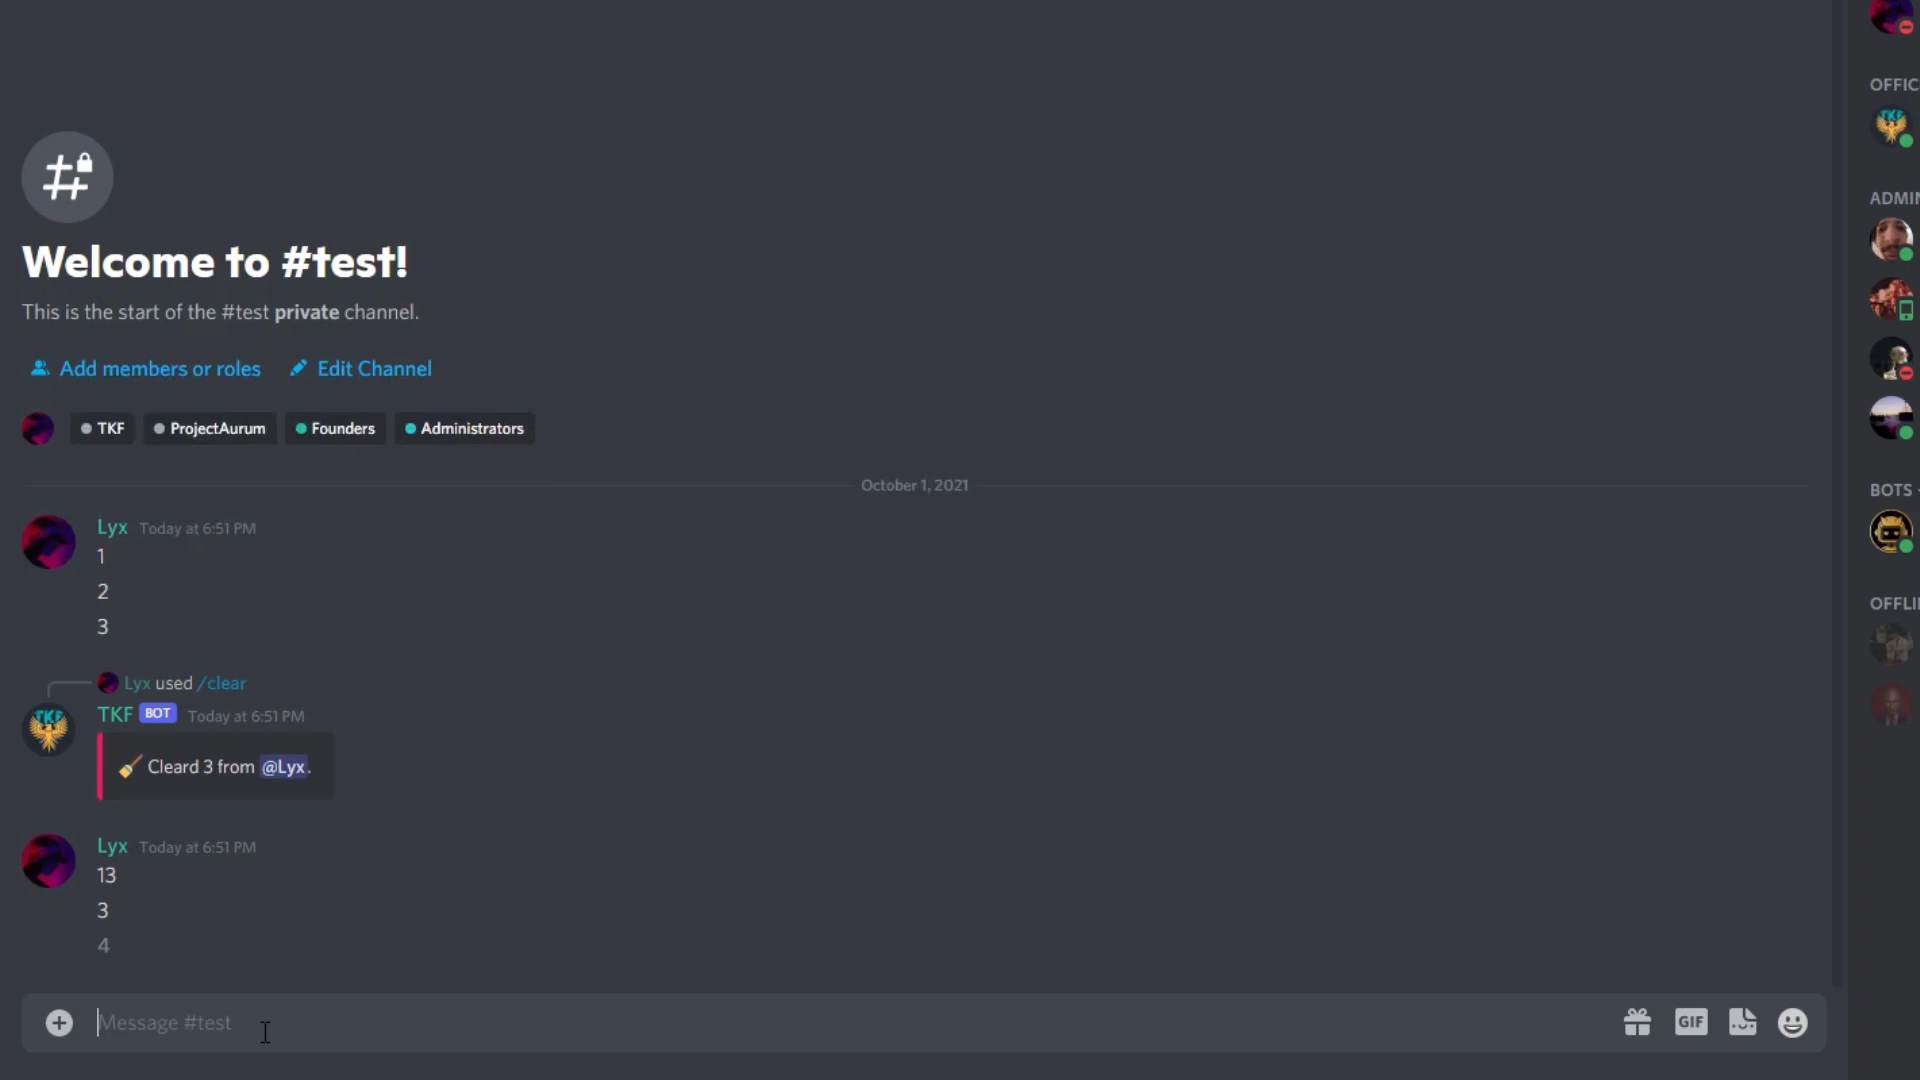 OFFIC
ADMIN
BOTS
OFFLI
Welcome to #test!
This is the start of the #test private channel.
Add members or roles Edit Channel
TKF ProjectAurum Founders Administrators
October 1, 2021
Lyx Today at 6:51 PM
1
2
3
Lyx used /clear
TKF BOT Today at 6:51 PM
Cleard 3 from @Lyx.
Lyx Today at 6:51 PM
13
3
4
Message #test
GIF